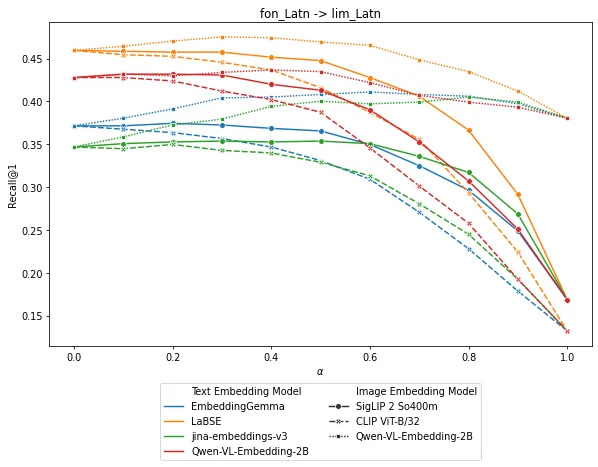 fon_Latn -> lim_Latn
0.45
0.40
0.35
0.30
0.25
0.20
0.15
Recall@1
0.0 0.2 0.4 0.6 0.8 1.0
α
Text Embedding Model Image Embedding Model
EmbeddingGemma SigLIP 2 So400m
LaBSE CLIP ViT-B/32
jina-embeddings-v3 Qwen-VL-Embedding-2B
Qwen-VL-Embedding-2B